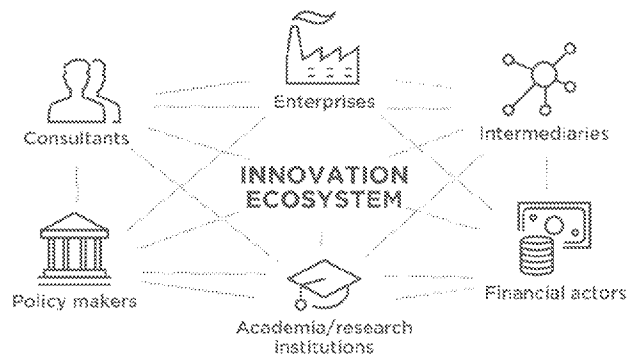 Enterprises
Consultants
Intermediaries
INNOVATION
ECOSYSTEM
Policy makers
Financial actors
Academia/research
institutions